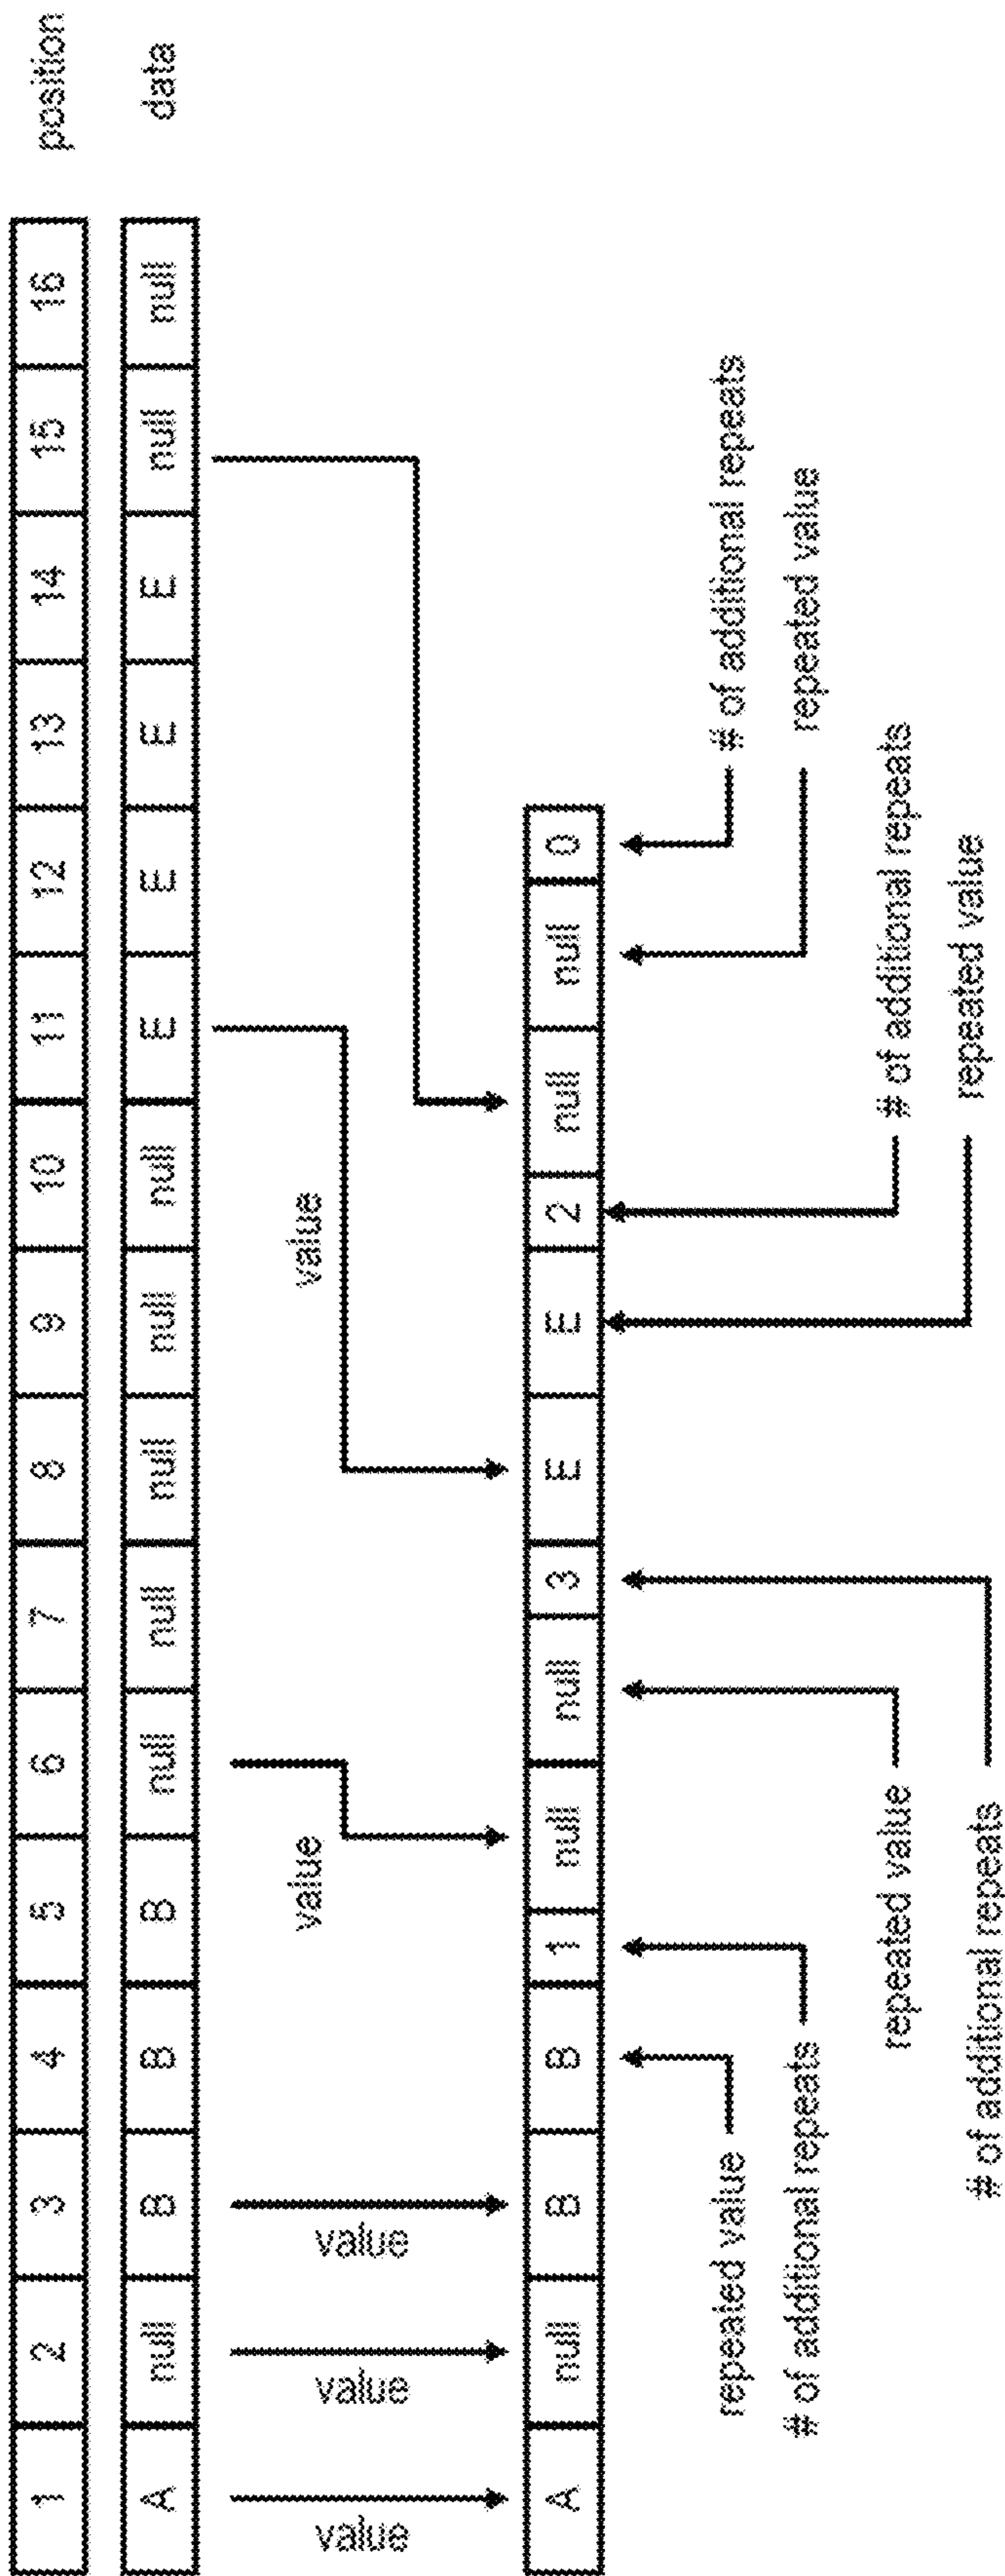 1 2 3 4 5 6 7 8 9 10 11 12 13 14 15 16 position
A null B B B null null null null null E E E E null null data
value value value value value
A null B B 1 null null 3 E E 2 null null 0
repeated value
# of additional repeats
repeated value
# of additional repeats
# of additional repeats
repeated value
# of additional repeats
repeated value